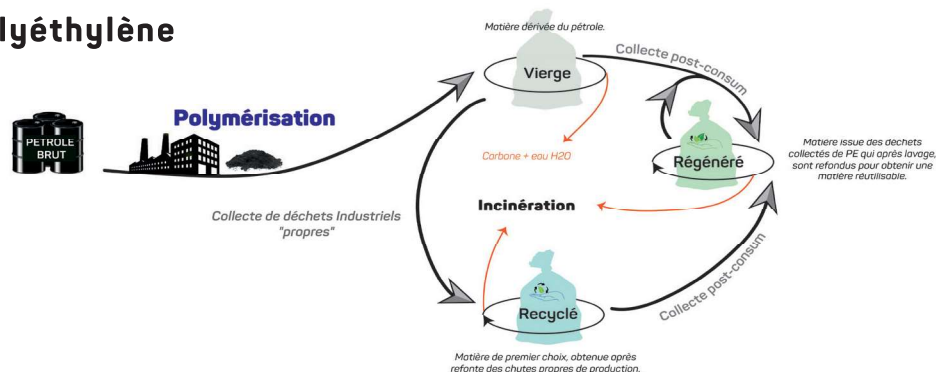 lyéthylène
Matière dérivée du pétrole.
Vierge
Collecte post-consum
Polymérisation
PETROLE
BRUT
Carbone + eau H2O
Régénéré
Matière issue des dechets
collectés de PE qui après lavage,
sont refondus pour obtenir une
matière réutilisable.
Incinération
Collecte de déchets Industriels
"propres"
Collecte post-consum
Recyclé
Matière de premier choix, obtenue après
refonte des chutes propres de production.